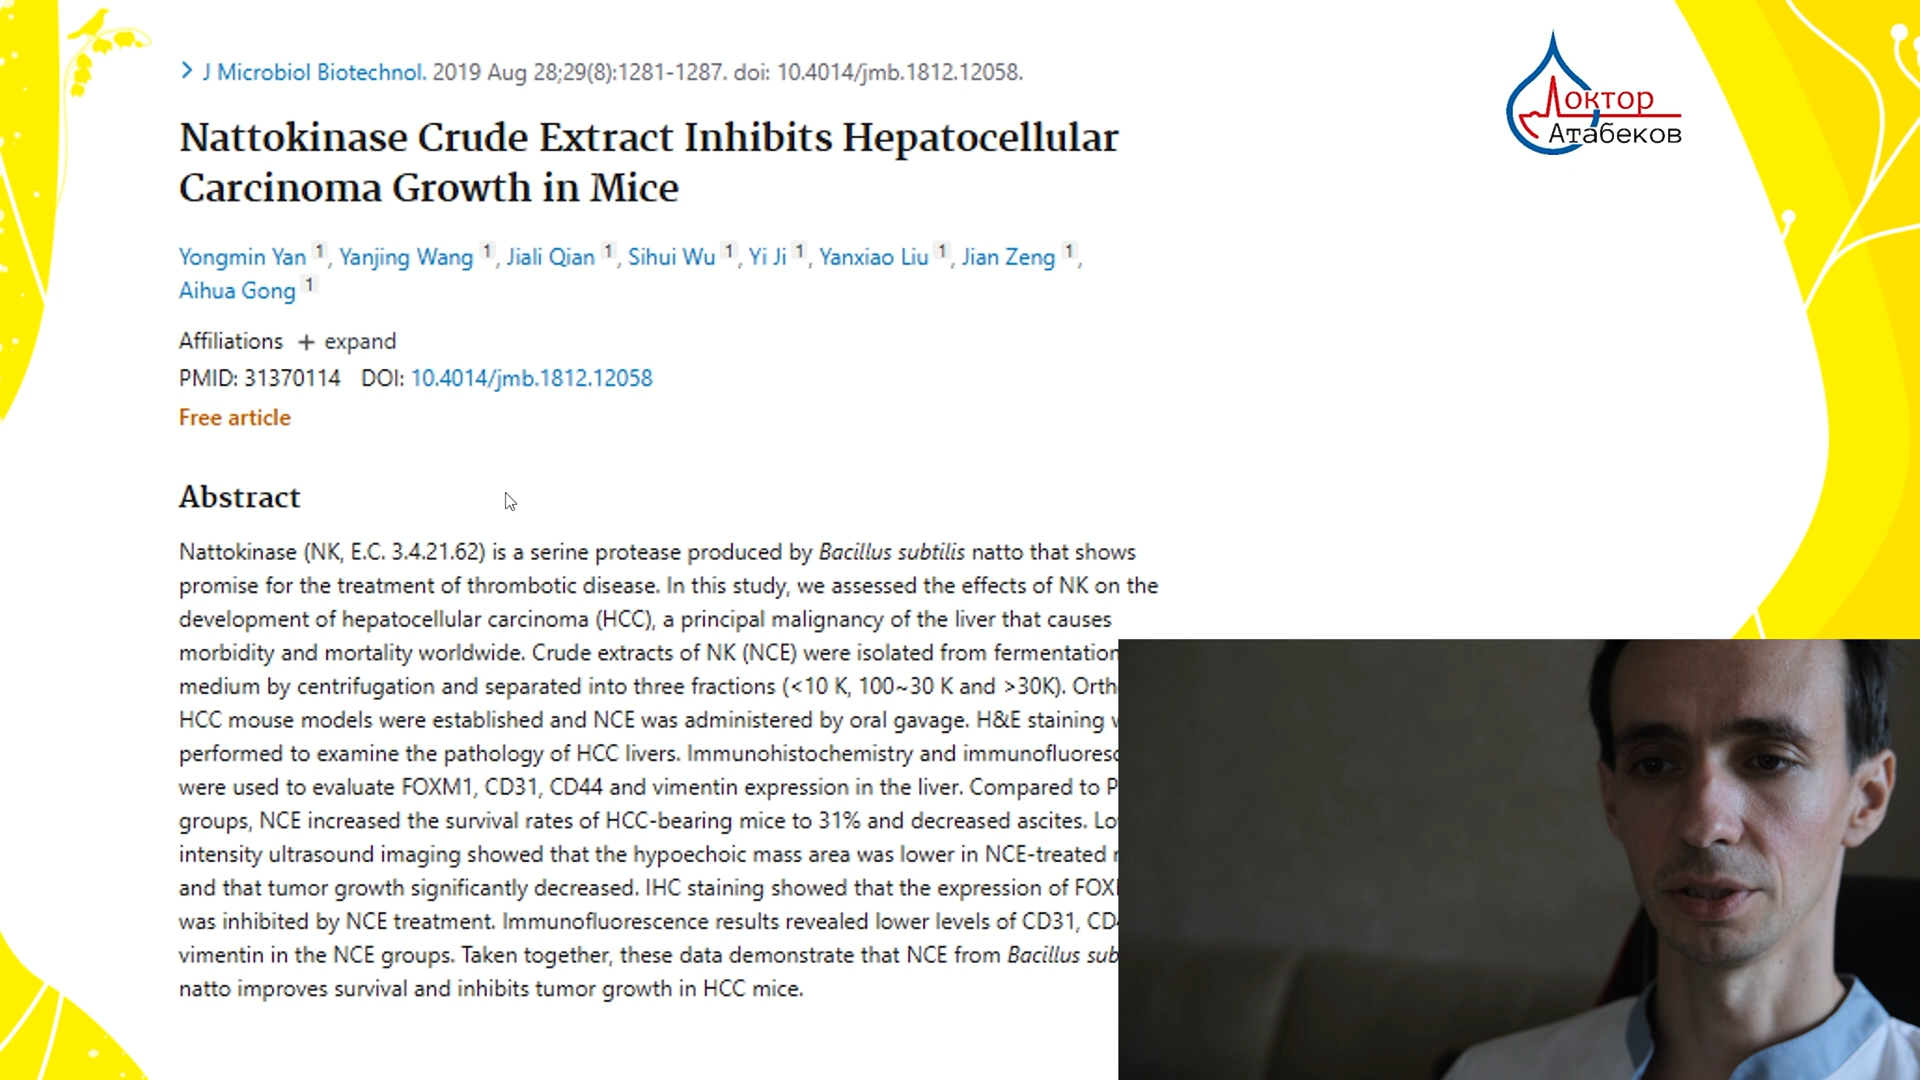 J Microbiol Biotechnol. 2019 Aug 28;29(8):1281-1287. doi: 10.4014/jmb.1812.12058.
Доктор
Атабеков
Nattokinase Crude Extract Inhibits Hepatocellular
Carcinoma Growth in Mice
Yongmin Yan 1, Yanjing Wang 1, Jiali Qian 1, Sihui Wu 1, Yi Ji 1, Yanxiao Liu 1, Jian Zeng 1,
Aihua Gong 1
Affiliations + expand
PMID: 31370114 DOI: 10.4014/jmb.1812.12058
Free article
Abstract
Nattokinase (NK, E.C. 3.4.21.62) is a serine protease produced by Bacillus subtilis natto that shows
promise for the treatment of thrombotic disease. In this study, we assessed the effects of NK on the
development of hepatocellular carcinoma (HCC), a principal malignancy of the liver that causes
morbidity and mortality worldwide. Crude extracts of NK (NCE) were isolated from fermentation
medium by centrifugation and separated into three fractions (<10 K, 100~30 K and >30K).
HCC mouse models were established and NCE was administered by oral gavage. H&E staining
performed to examine the pathology of HCC livers. Immunohistochemistry and
were used to evaluate FOXM1, CD31, CD44 and vimentin expression in the liver. Compared to
groups, NCE increased the survival rates of HCC-bearing mice to 31% and decreased ascites.
intensity ultrasound imaging showed that the hypoechoic mass area was lower in NCE-treated
and that tumor growth significantly decreased. IHC staining showed that the expression of
was inhibited by NCE treatment. Immunofluorescence results revealed lower levels of CD31,
vimentin in the NCE groups. Taken together, these data demonstrate that NCE from Bacillus
natto improves survival and inhibits tumor growth in HCC mice.